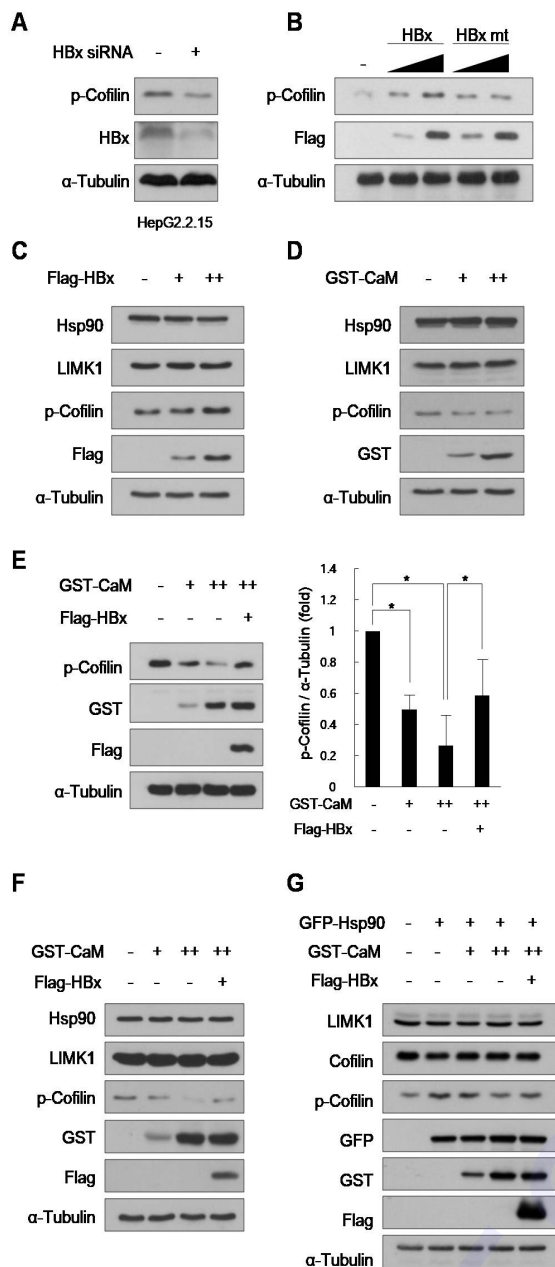 A
HBx siRNA - +
p-Cofilin
HBx
α-Tubulin
HepG2.2.15
B
HBx HBx mt
-
p-Cofilin
Flag
α-Tubulin
C
Flag-HBx - + ++
Hsp90
LIMK1
p-Cofilin
Flag
α-Tubulin
D
GST-CaM - + ++
Hsp90
LIMK1
p-Cofilin
GST
α-Tubulin
E
GST-CaM - + ++ ++
Flag-HBx - - - +
p-Cofilin
GST
Flag
α-Tubulin
p-Cofilin / α-Tubulin (fold)
1.4
1.2
1
0.8
0.6
0.4
0.2
0
* * *
GST-CaM - + ++ ++
Flag-HBx - - - +
F
GST-CaM - + ++ ++
Flag-HBx - - - +
Hsp90
LIMK1
p-Cofilin
GST
Flag
α-Tubulin
G
GFP-Hsp90 - + + + +
GST-CaM - - + ++ ++
Flag-HBx - - - - +
LIMK1
Cofilin
p-Cofilin
GFP
GST
Flag
α-Tubulin